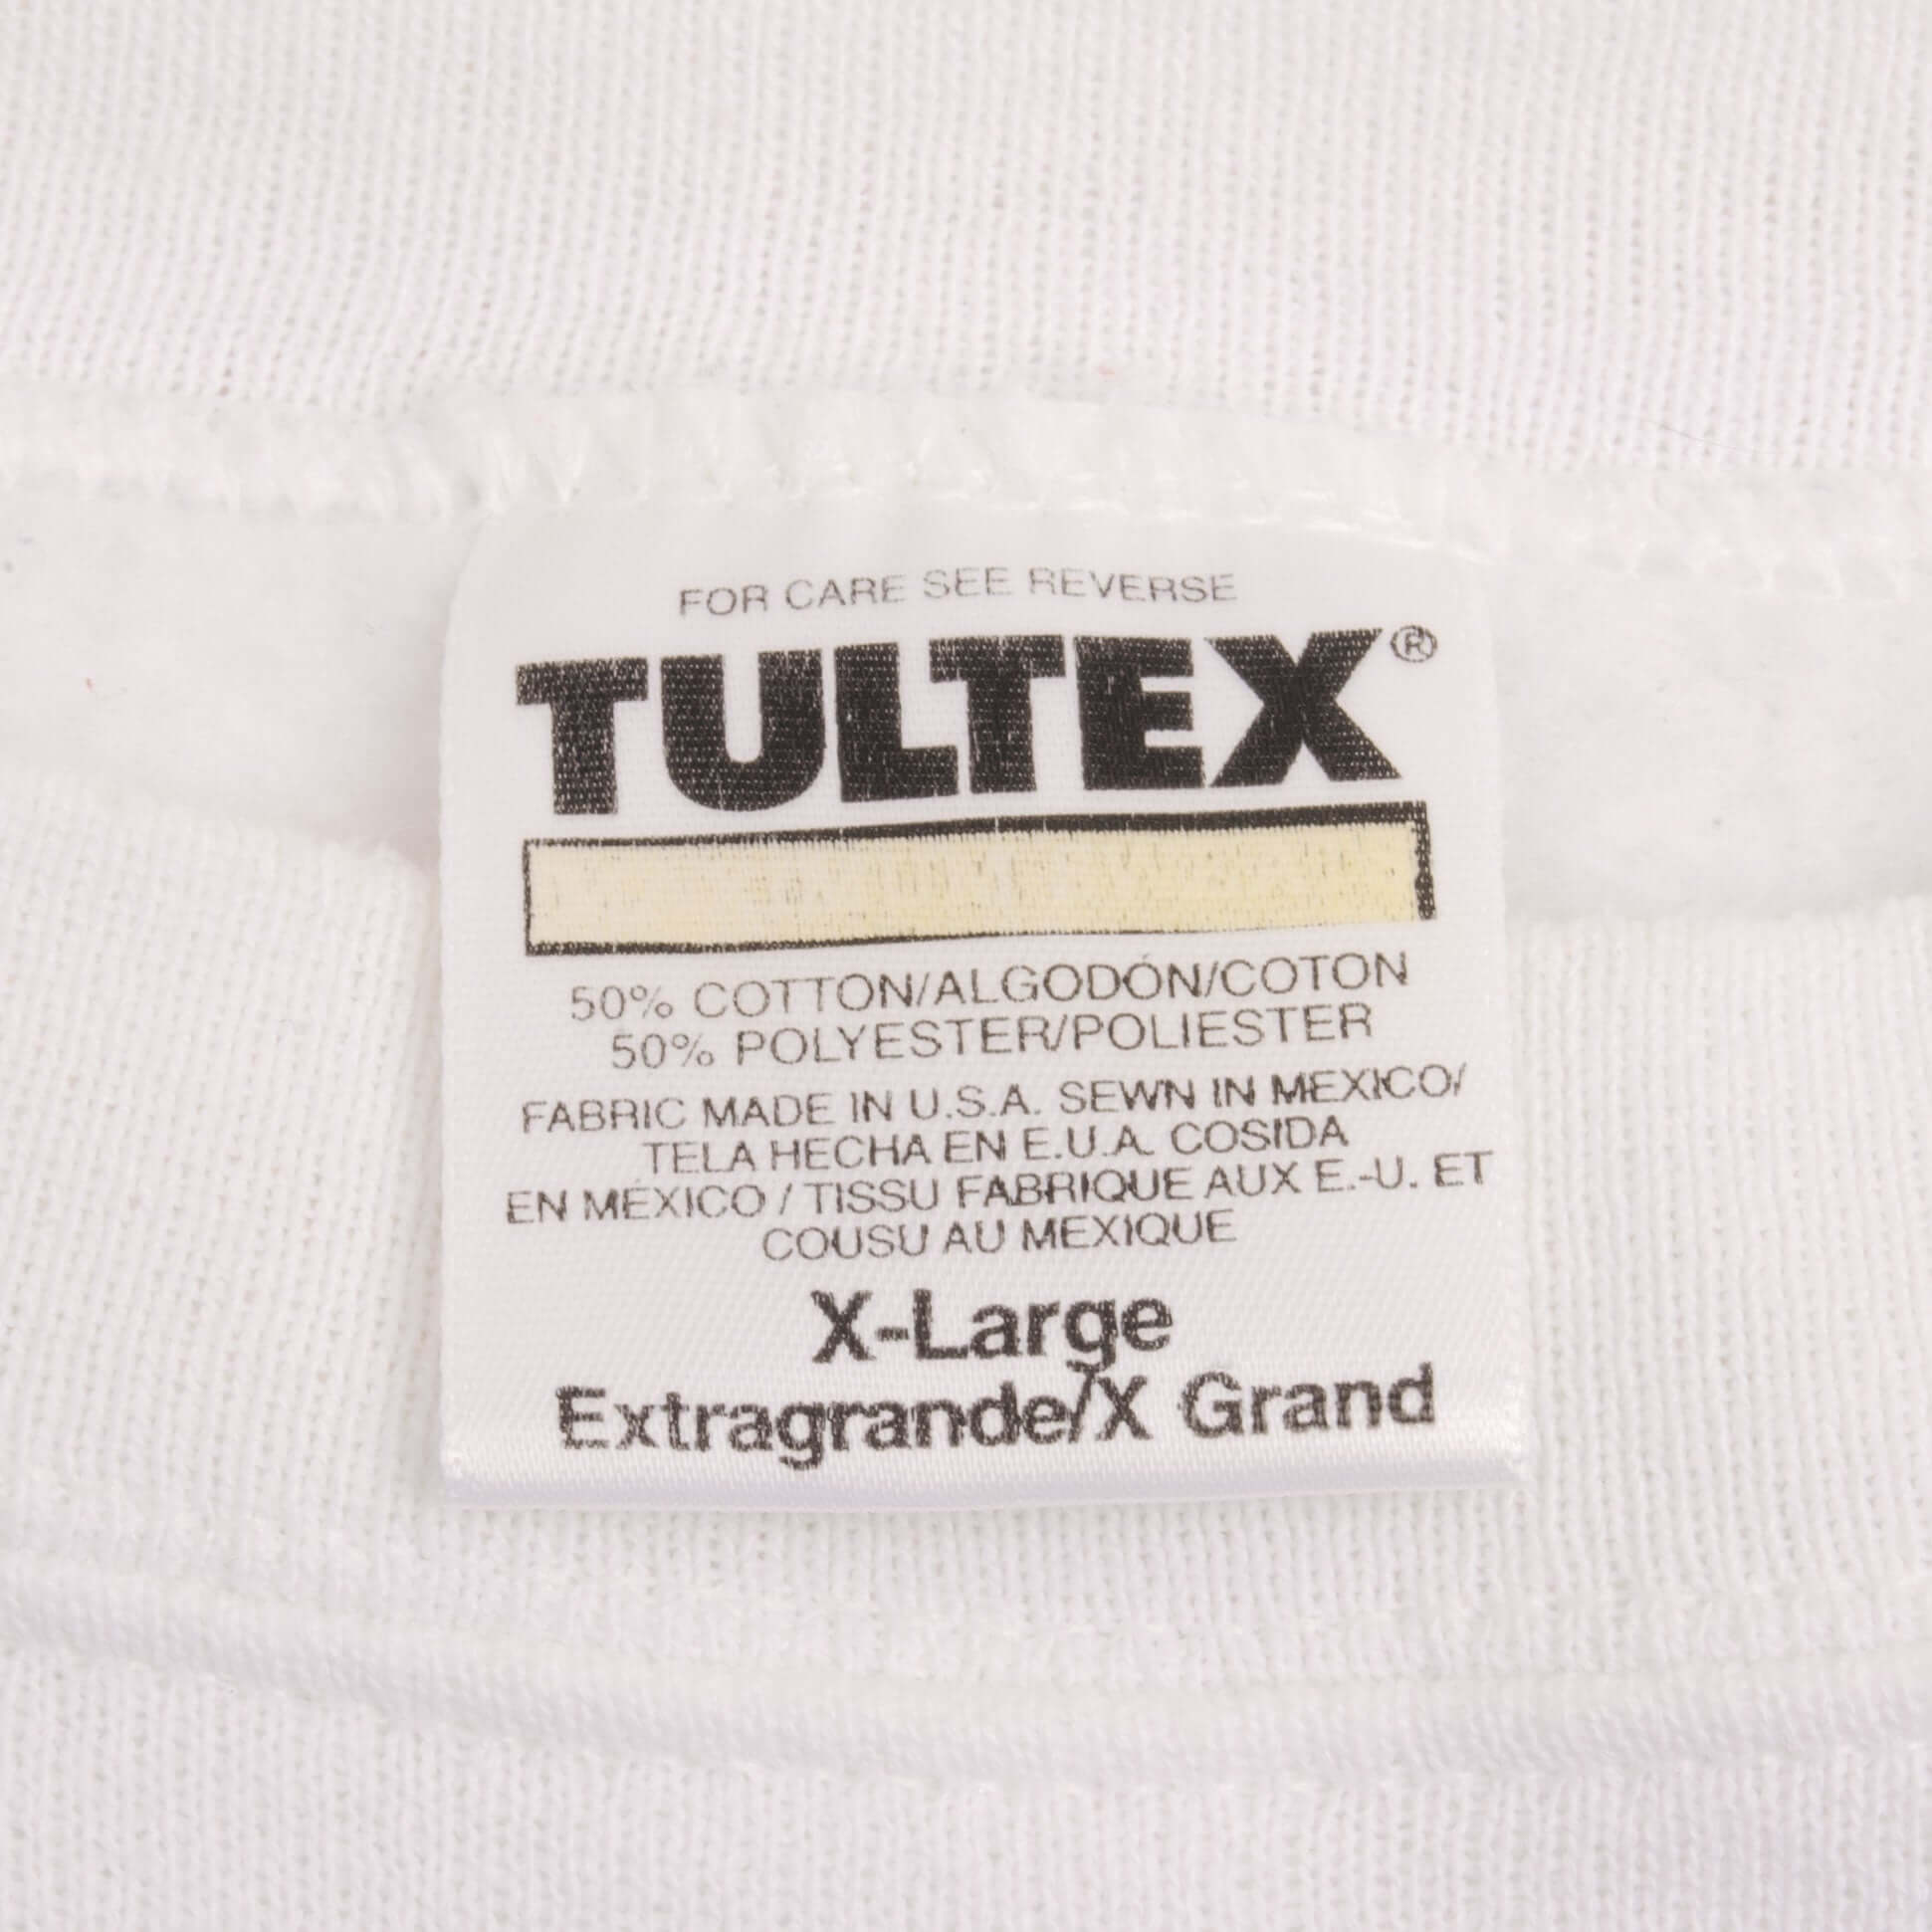 FOR CARE SEE REVERSE
TULTEX®
50% COTTON/ALGODÓN/COTON
50% POLYESTER/POLIESTER
FABRIC MADE IN U.S.A. SEWN IN MEXICO/
TELA HECHA EN E.U.A. COSIDA
EN MÉXICO / TISSU FABRIQUE AUX E.-U. ET
COUSU AU MEXIQUE
X-Large
Extragrande/X Grand